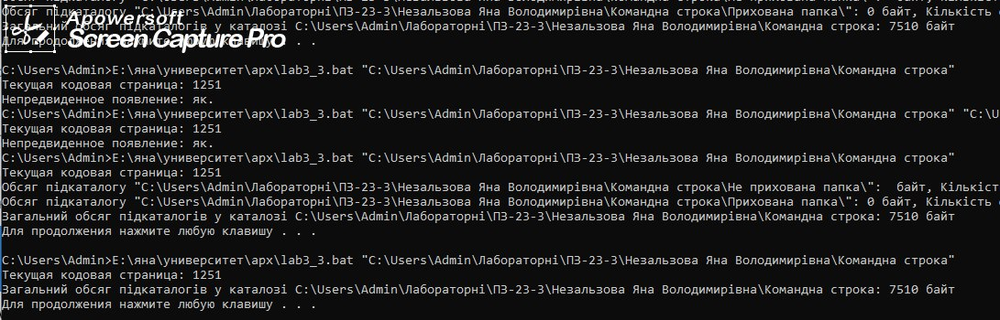 Обсяг підкаталогу "C:\Users\Admin\Лабораторні\ПЗ-23-3\Незальзова Яна Володимирівна\Командна строка\Прихована папка\": 0 байт, Кількість
Загальний обсяг підкаталогів у каталозі C:\Users\Admin\Лабораторні\ПЗ-23-3\Незальзова Яна Володимирівна\Командна строка: 7510 байт
Для продолжения нажмите любую клавишу . . .
Apowersoft
Screen Capture Pro
C:\Users\Admin>E:\яна\университет\арх\lab3_3.bat "C:\Users\Admin\Лабораторні\ПЗ-23-3\Незальзова Яна Володимирівна\Командна строка"
Текущая кодовая страница: 1251
Непредвиденное появление: як.
C:\Users\Admin>E:\яна\университет\арх\lab3_3.bat "C:\Users\Admin\Лабораторні\ПЗ-23-3\Незальзова Яна Володимирівна\Командна строка" "C:\U
Текущая кодовая страница: 1251
Непредвиденное появление: як.
C:\Users\Admin>E:\яна\университет\арх\lab3_3.bat "C:\Users\Admin\Лабораторні\ПЗ-23-3\Незальзова Яна Володимирівна\Командна строка"
Текущая кодовая страница: 1251
Обсяг підкаталогу "C:\Users\Admin\Лабораторні\ПЗ-23-3\Незальзова Яна Володимирівна\Командна строка\Не прихована папка\":  байт, Кількіст
Обсяг підкаталогу "C:\Users\Admin\Лабораторні\ПЗ-23-3\Незальзова Яна Володимирівна\Командна строка\Прихована папка\": 0 байт, Кількість
Загальний обсяг підкаталогів у каталозі C:\Users\Admin\Лабораторні\ПЗ-23-3\Незальзова Яна Володимирівна\Командна строка: 7510 байт
Для продолжения нажмите любую клавишу . . .
C:\Users\Admin>E:\яна\университет\арх\lab3_3.bat "C:\Users\Admin\Лабораторні\ПЗ-23-3\Незальзова Яна Володимирівна\Командна строка"
Текущая кодовая страница: 1251
Загальний обсяг підкаталогів у каталозі C:\Users\Admin\Лабораторні\ПЗ-23-3\Незальзова Яна Володимирівна\Командна строка: 7510 байт
Для продолжения нажмите любую клавишу . . .